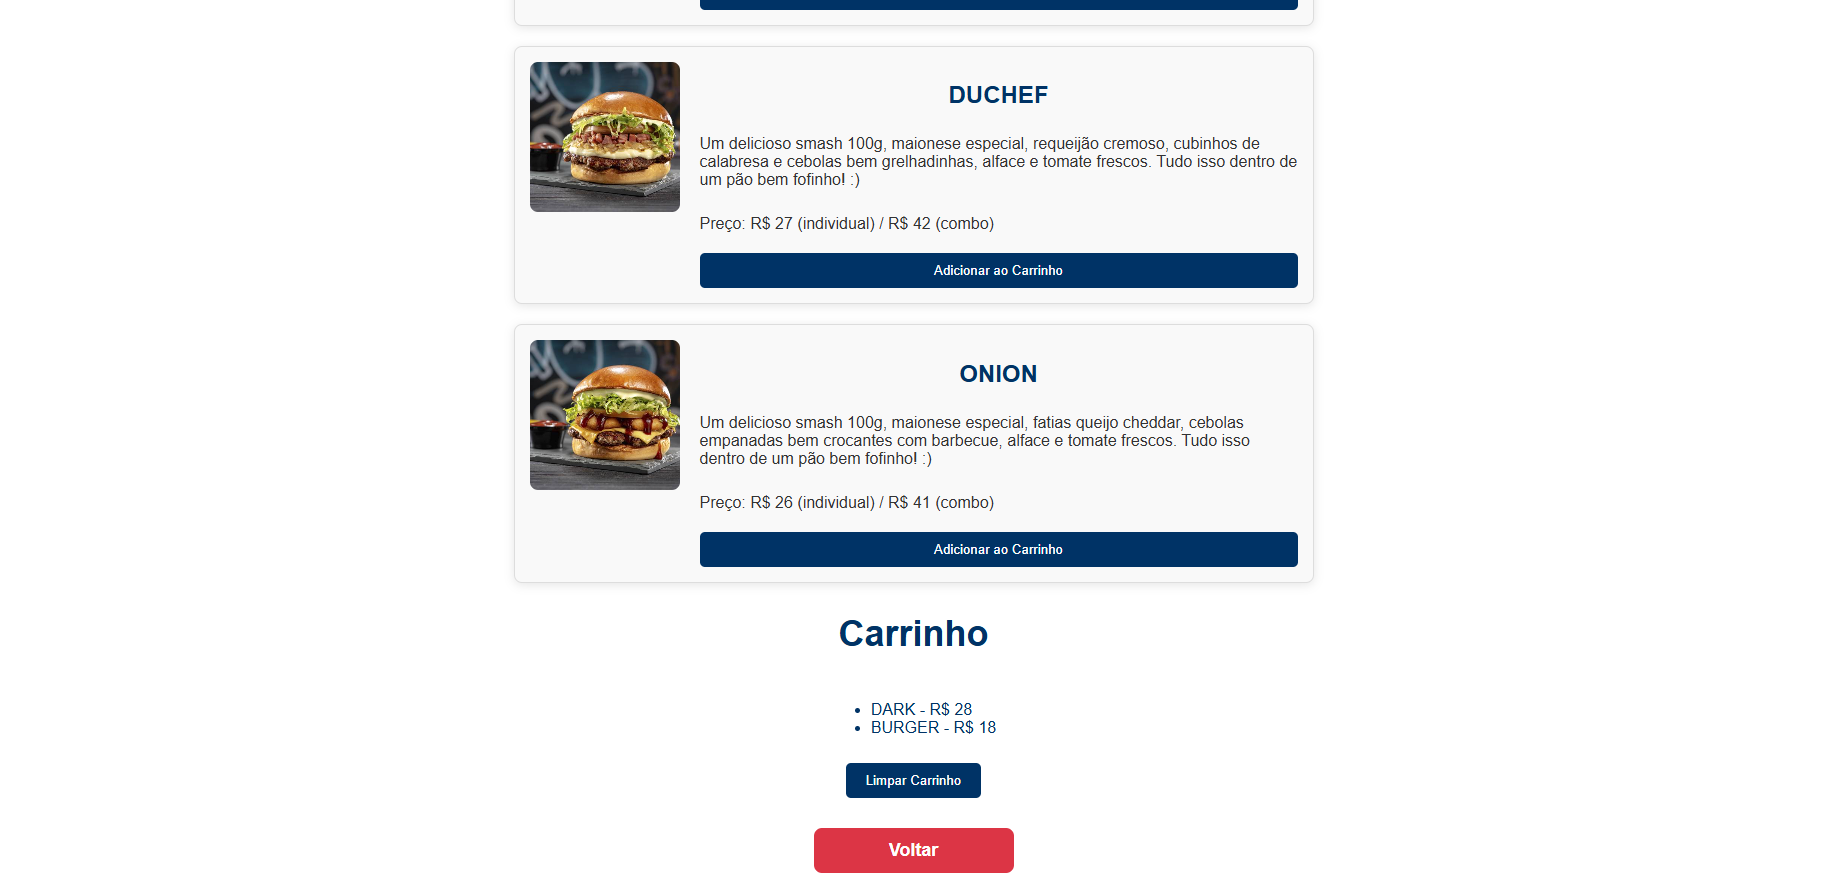 DUCHEF
Um delicioso smash 100g, maionese especial, requeijão cremoso, cubinhos de
calabresa e cebolas bem grelhadinhas, alface e tomate frescos. Tudo isso dentro de
um pão bem fofinho! :)
Preço: R$ 27 (individual) / R$ 42 (combo)
Adicionar ao Carrinho
ONION
Um delicioso smash 100g, maionese especial, fatias queijo cheddar, cebolas
empanadas bem crocantes com barbecue, alface e tomate frescos. Tudo isso
dentro de um pão bem fofinho! :)
Preço: R$ 26 (individual) / R$ 41 (combo)
Adicionar ao Carrinho
Carrinho
• DARK - R$ 28
• BURGER - R$ 18
Limpar Carrinho
Voltar